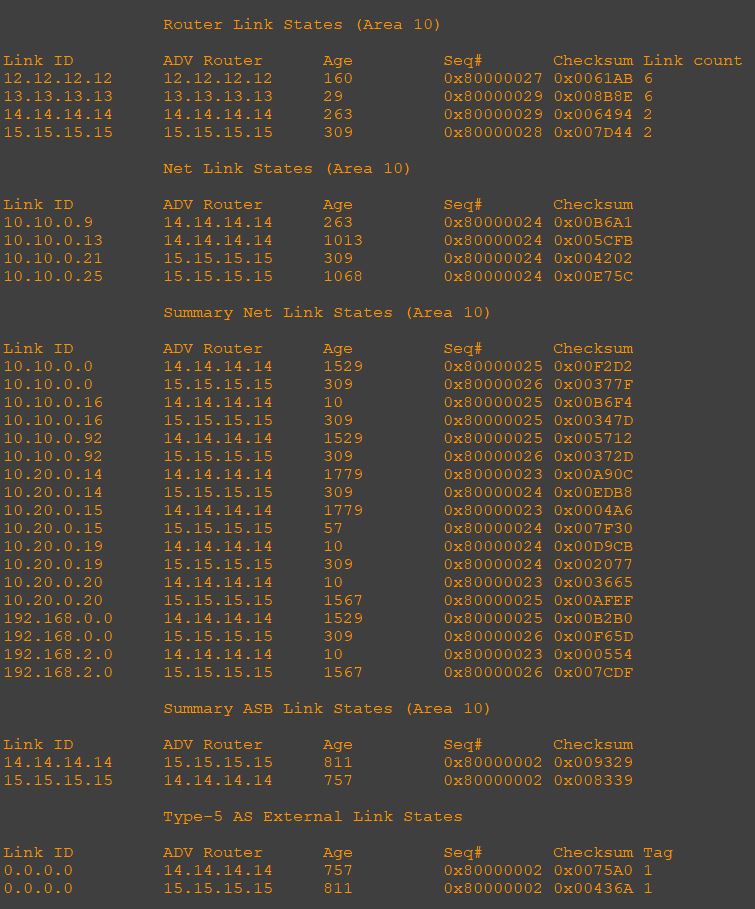 Router Link States (Area 10)
Link ID ADV Router Age Seq# Checksum Link count
12.12.12.12 12.12.12.12 160 0x80000027 0x0061AB 6
13.13.13.13 13.13.13.13 29 0x80000029 0x008B8E 6
14.14.14.14 14.14.14.14 263 0x80000029 0x006494 2
15.15.15.15 15.15.15.15 309 0x80000028 0x007D44 2
Net Link States (Area 10)
Link ID ADV Router Age Seq# Checksum
10.10.0.9 14.14.14.14 263 0x80000024 0x00B6A1
10.10.0.13 14.14.14.14 1013 0x80000024 0x005CFB
10.10.0.21 15.15.15.15 309 0x80000024 0x004202
10.10.0.25 15.15.15.15 1068 0x80000024 0x00E75C
Summary Net Link States (Area 10)
Link ID ADV Router Age Seq# Checksum
10.10.0.0 14.14.14.14 1529 0x80000025 0x00F2D2
10.10.0.0 15.15.15.15 309 0x80000026 0x00377F
10.10.0.16 14.14.14.14 10 0x80000025 0x00B6F4
10.10.0.16 15.15.15.15 309 0x80000025 0x00347D
10.10.0.92 14.14.14.14 1529 0x80000025 0x005712
10.10.0.92 15.15.15.15 309 0x80000026 0x00372D
10.20.0.14 14.14.14.14 1779 0x80000023 0x00A90C
10.20.0.14 15.15.15.15 309 0x80000024 0x00EDB8
10.20.0.15 14.14.14.14 1779 0x80000023 0x0004A6
10.20.0.15 15.15.15.15 57 0x80000024 0x007F30
10.20.0.19 14.14.14.14 10 0x80000024 0x00D9CB
10.20.0.19 15.15.15.15 309 0x80000024 0x002077
10.20.0.20 14.14.14.14 10 0x80000023 0x003665
10.20.0.20 15.15.15.15 1567 0x80000025 0x00AFEF
192.168.0.0 14.14.14.14 1529 0x80000025 0x00B2B0
192.168.0.0 15.15.15.15 309 0x80000026 0x00F65D
192.168.2.0 14.14.14.14 10 0x80000023 0x000554
192.168.2.0 15.15.15.15 1567 0x80000026 0x007CDF
Summary ASB Link States (Area 10)
Link ID ADV Router Age Seq# Checksum
14.14.14.14 15.15.15.15 811 0x80000002 0x009329
15.15.15.15 14.14.14.14 757 0x80000002 0x008339
Type-5 AS External Link States
Link ID ADV Router Age Seq# Checksum Tag
0.0.0.0 14.14.14.14 757 0x80000002 0x0075A0 1
0.0.0.0 15.15.15.15 811 0x80000002 0x00436A 1